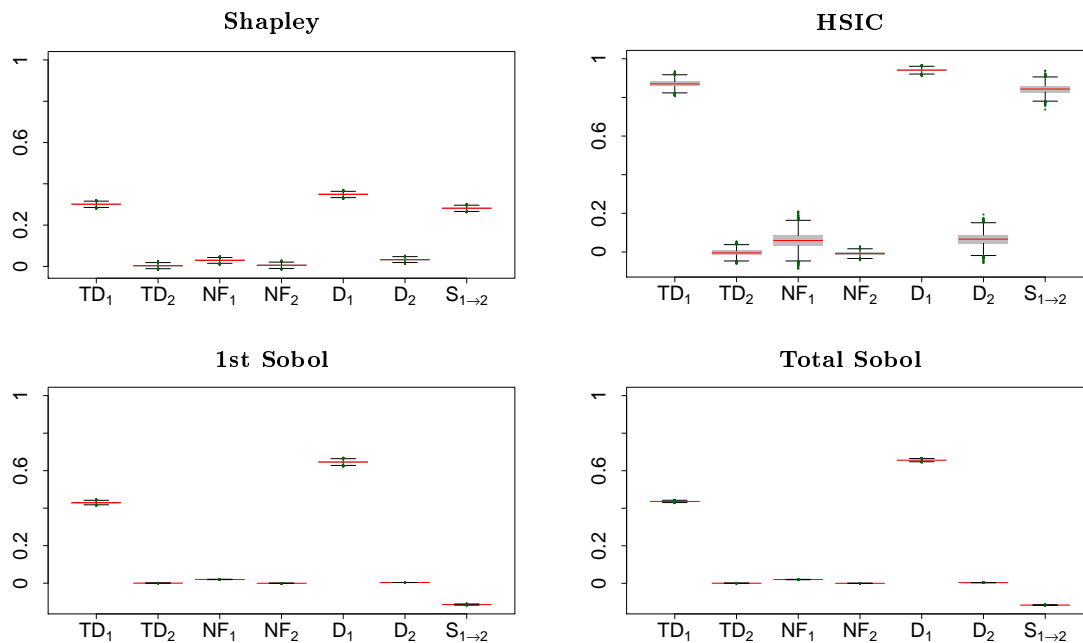 Shapley
HSIC
1
0.6
0.2
0
TD₁ TD₂ NF₁ NF₂ D₁ D₂ S₁→₂
1
0.6
0.2
0
TD₁ TD₂ NF₁ NF₂ D₁ D₂ S₁→₂
1st Sobol
Total Sobol
1
0.6
0.2
0
TD₁ TD₂ NF₁ NF₂ D₁ D₂ S₁→₂
1
0.6
0.2
0
TD₁ TD₂ NF₁ NF₂ D₁ D₂ S₁→₂